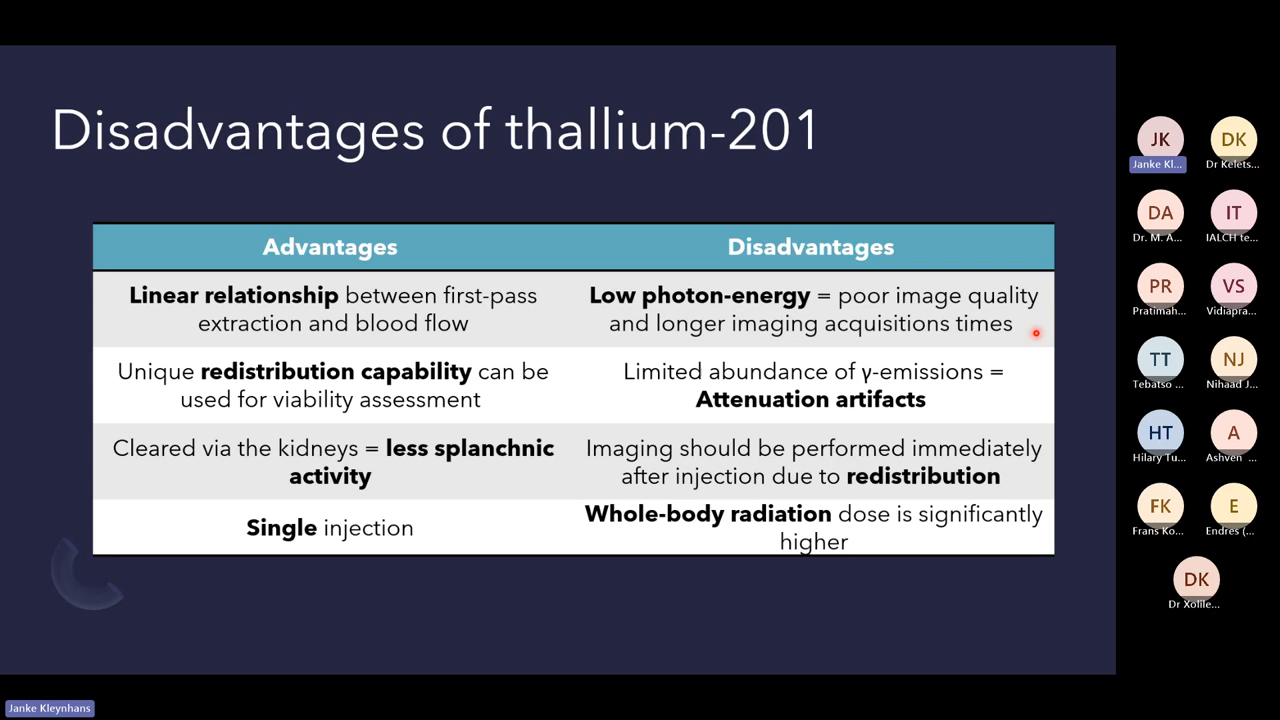 Disadvantages of thallium-201
Advantages
Disadvantages
Linear relationship between first-pass
extraction and blood flow
Low photon-energy = poor image quality
and longer imaging acquisitions times
Unique redistribution capability can be
used for viability assessment
Limited abundance of γ-emissions =
Attenuation artifacts
Cleared via the kidneys = less splanchnic
activity
Imaging should be performed immediately
after injection due to redistribution
Single injection
Whole-body radiation dose is significantly
higher
JK
DK
Janke Kl...
Dr Kelets...
DA
IT
Dr. M. A...
IALCH te...
PR
VS
Pratimah...
Vidiapra...
TT
NJ
Tebatso ...
Nihaad J...
HT
A
Hilary Tu...
Ashven ...
FK
E
Frans Ko...
Endres (...
DK
Dr Xolile...
Janke Kleynhans